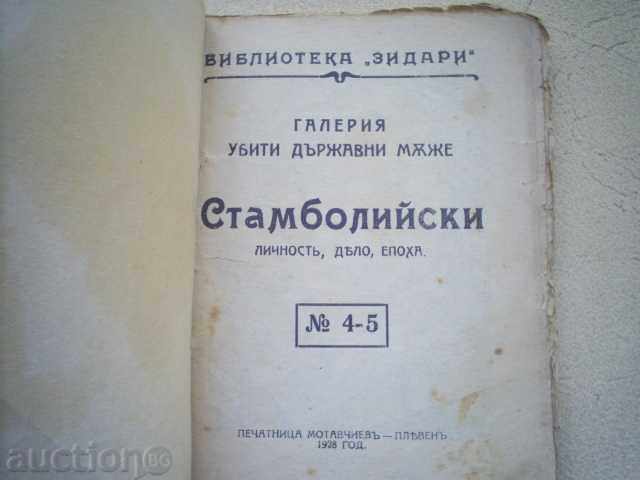 БИБЛИОТЕКА „ЗИДАРИ“
ГАЛЕРИЯ
УБИТИ ДЪРЖАВНИ МѪЖЕ
Стамболийски
ЛИЧНОСТЬ, ДѢЛО, ЕПОХА.
№ 4-5
ПЕЧАТНИЦА МОТАВЧИЕВЪ — ПЛѢВЕНЪ
1928 ГОД.
auction BG